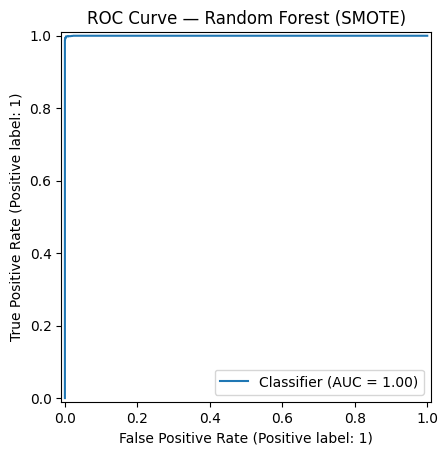 ROC Curve — Random Forest (SMOTE)
True Positive Rate (Positive label: 1)
1.0
0.8
0.6
0.4
0.2
0.0
Classifier (AUC = 1.00)
0.0 0.2 0.4 0.6 0.8 1.0
False Positive Rate (Positive label: 1)